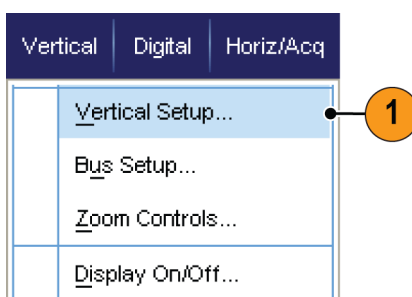 Vertical Digital Horiz/Acq
Vertical Setup...
1
Bus Setup...
Zoom Controls...
Display On/Off...